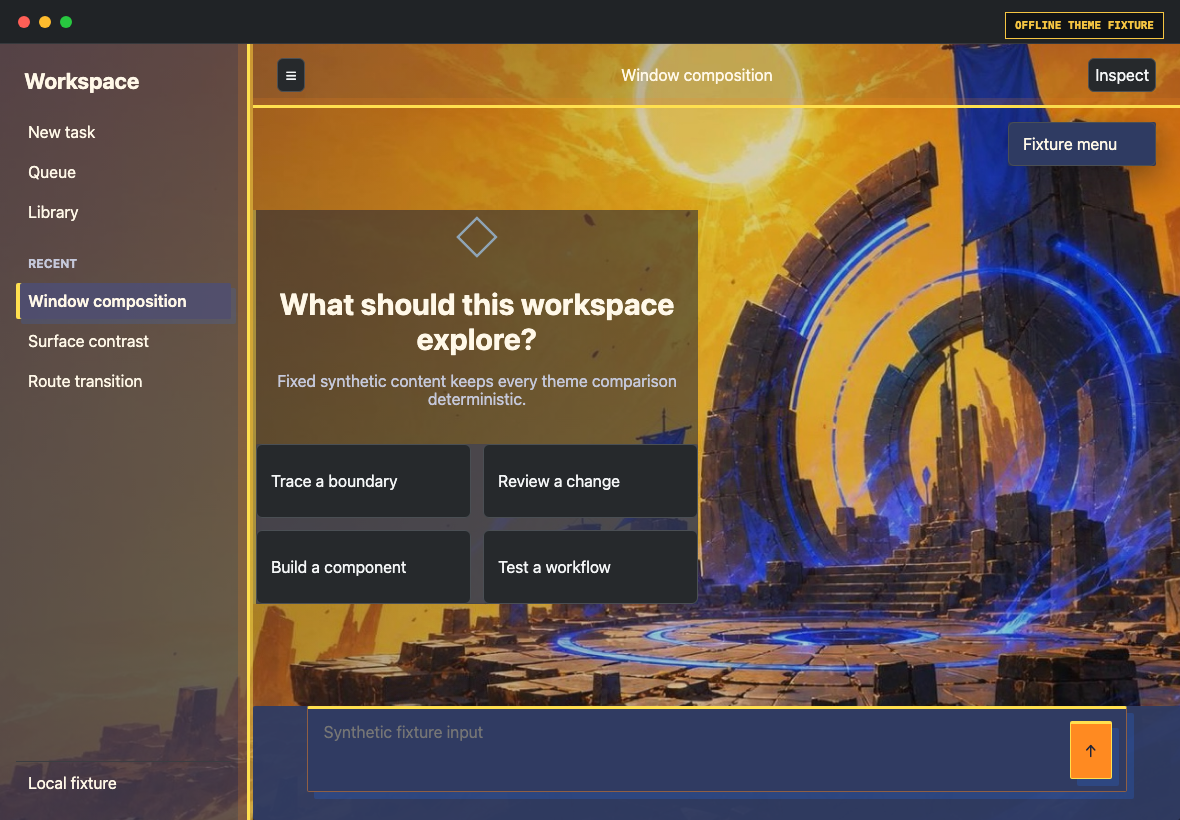 OFFLINE THEME FIXTURE
Workspace
New task
Queue
Library
RECENT
Window composition
Surface contrast
Route transition
Local fixture
Window composition
Inspect
Fixture menu
What should this workspace
explore?
Fixed synthetic content keeps every theme comparison
deterministic.
Trace a boundary
Review a change
Build a component
Test a workflow
Synthetic fixture input